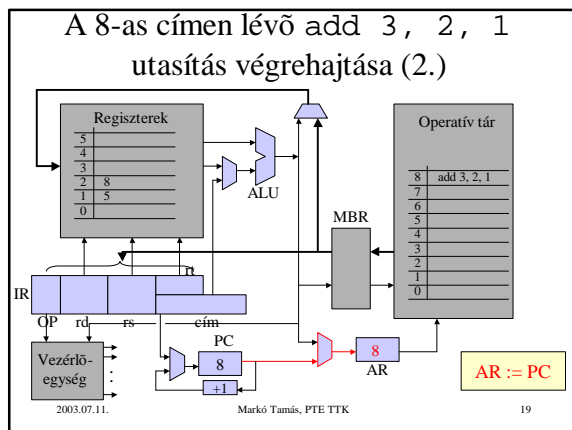 A 8-as címen lévõ add 3, 2, 1
utasítás végrehajtása (2.)
Regiszterek
5
4
3
2 8
1 5
0
ALU
Operatív tár
8 add 3, 2, 1
7
6
5
4
3
2
1
0
MBR
IR
rt
OP rd rs cím
Vezérlõ-
egység
:
PC
8
+1
8
AR
AR := PC
2003.07.11.
Markó Tamás, PTE TTK
19